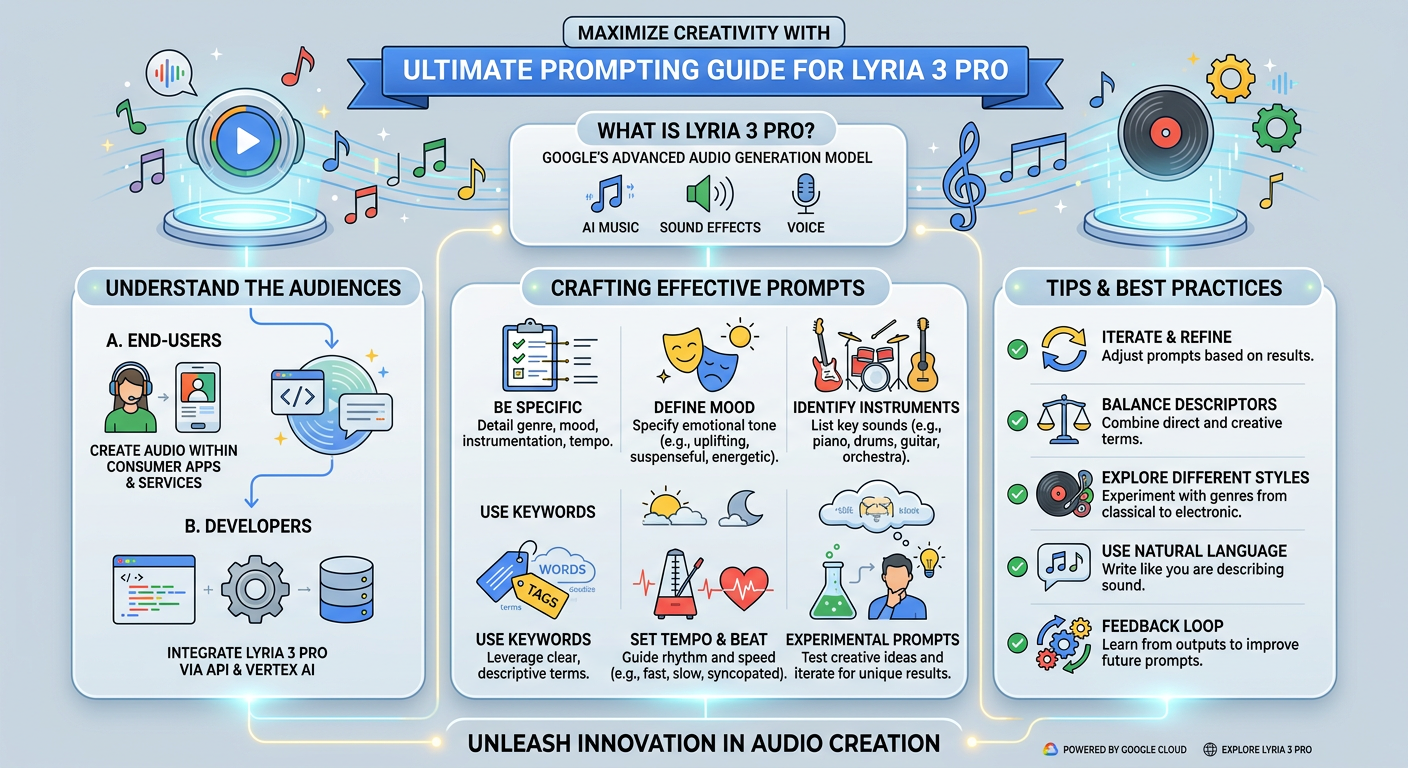 MAXIMIZE CREATIVITY WITH
ULTIMATE PROMPTING GUIDE FOR LYRIA 3 PRO
WHAT IS LYRIA 3 PRO?
GOOGLE'S ADVANCED AUDIO GENERATION MODEL
AI MUSIC
SOUND EFFECTS
VOICE
UNDERSTAND THE AUDIENCES
A. END-USERS
CREATE AUDIO WITHIN
CONSUMER APPS
& SERVICES
</>
B. DEVELOPERS
</>
INTEGRATE LYRIA 3 PRO
VIA API & VERTEX AI
CRAFTING EFFECTIVE PROMPTS
BE SPECIFIC
Detail genre, mood,
instrumentation, tempo.
DEFINE MOOD
Specify emotional tone
(e.g., uplifting,
suspenseful, energetic).
IDENTIFY INSTRUMENTS
List key sounds (e.g.,
piano, drums, guitar,
orchestra).
USE KEYWORDS
WORDS
TAGS
terms
USE KEYWORDS
Leverage clear,
descriptive terms.
SET TEMPO & BEAT
Guide rhythm and speed
(e.g., fast, slow, syncopated).
EXPERIMENTAL PROMPTS
Test creative ideas and
iterate for unique results.
TIPS & BEST PRACTICES
ITERATE & REFINE
Adjust prompts based on results.
BALANCE DESCRIPTORS
Combine direct and creative
terms.
EXPLORE DIFFERENT STYLES
Experiment with genres from
classical to electronic.
USE NATURAL LANGUAGE
Write like you are describing
sound.
FEEDBACK LOOP
Learn from outputs to improve
future prompts.
UNLEASH INNOVATION IN AUDIO CREATION
POWERED BY GOOGLE CLOUD
EXPLORE LYRIA 3 PRO